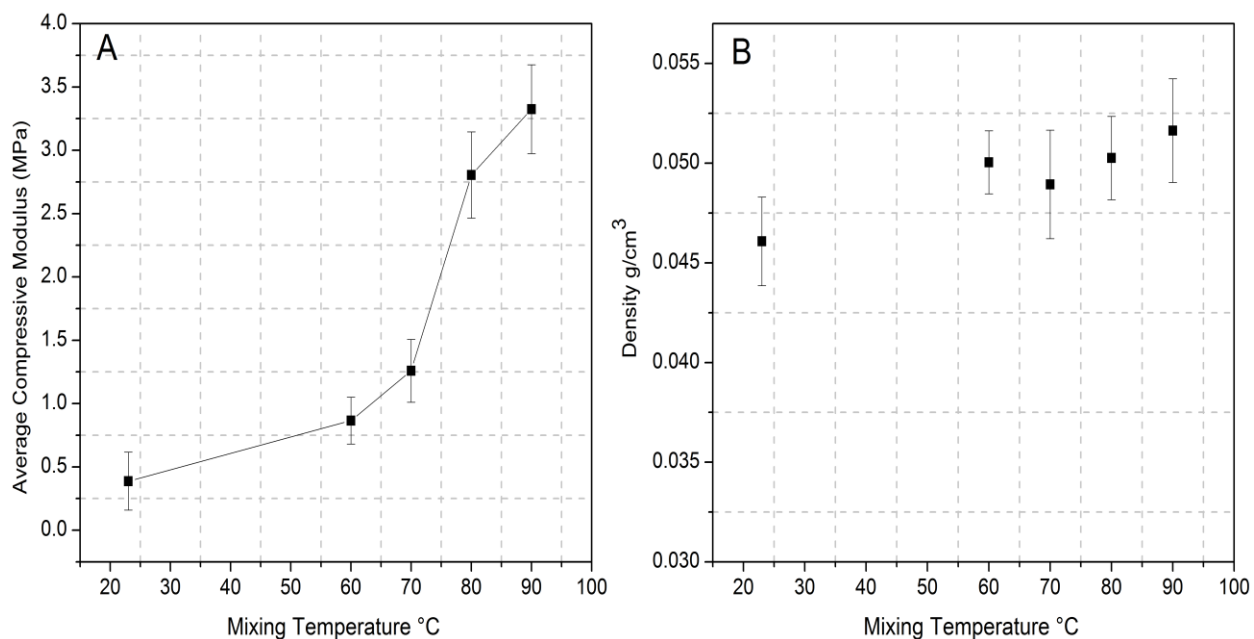 A
Average Compressive Modulus (MPa)
4.0
3.5
3.0
2.5
2.0
1.5
1.0
0.5
0.0
20 30 40 50 60 70 80 90 100
Mixing Temperature °C
B
Density g/cm³
0.055
0.050
0.045
0.040
0.035
0.030
20 30 40 50 60 70 80 90 100
Mixing Temperature °C